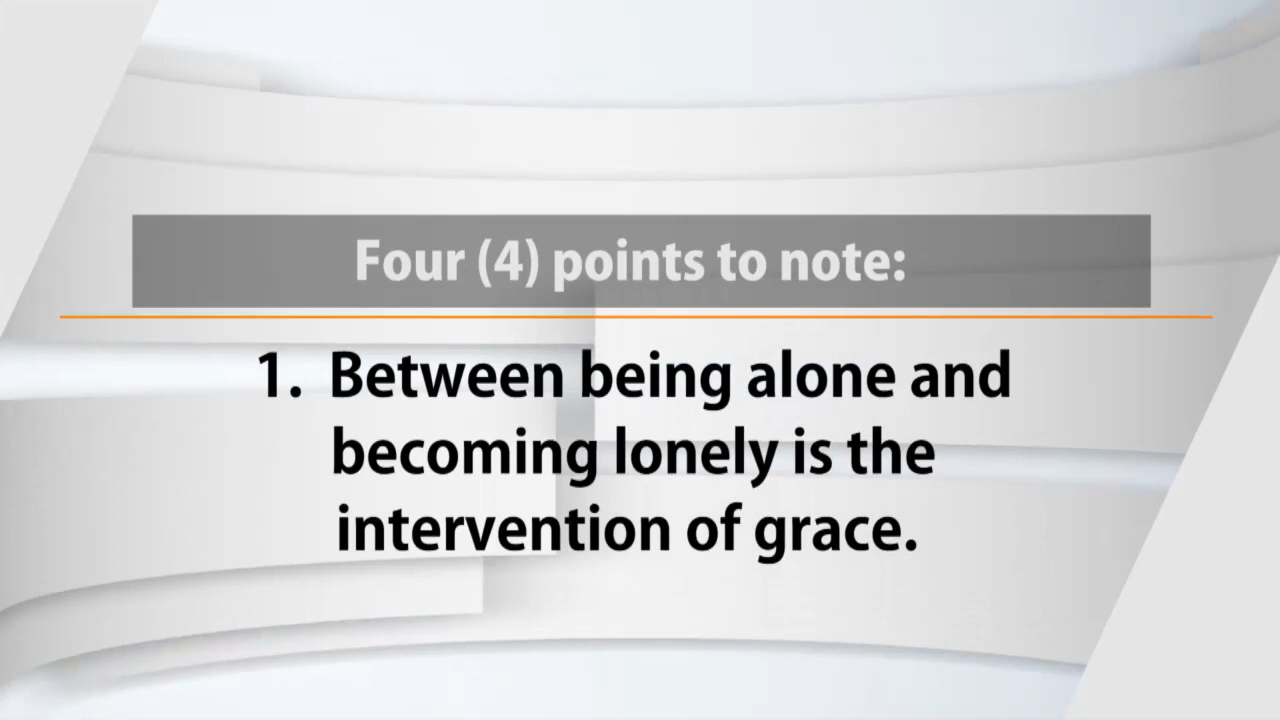 Four (4) points to note:
1. Between being alone and
becoming lonely is the
intervention of grace.